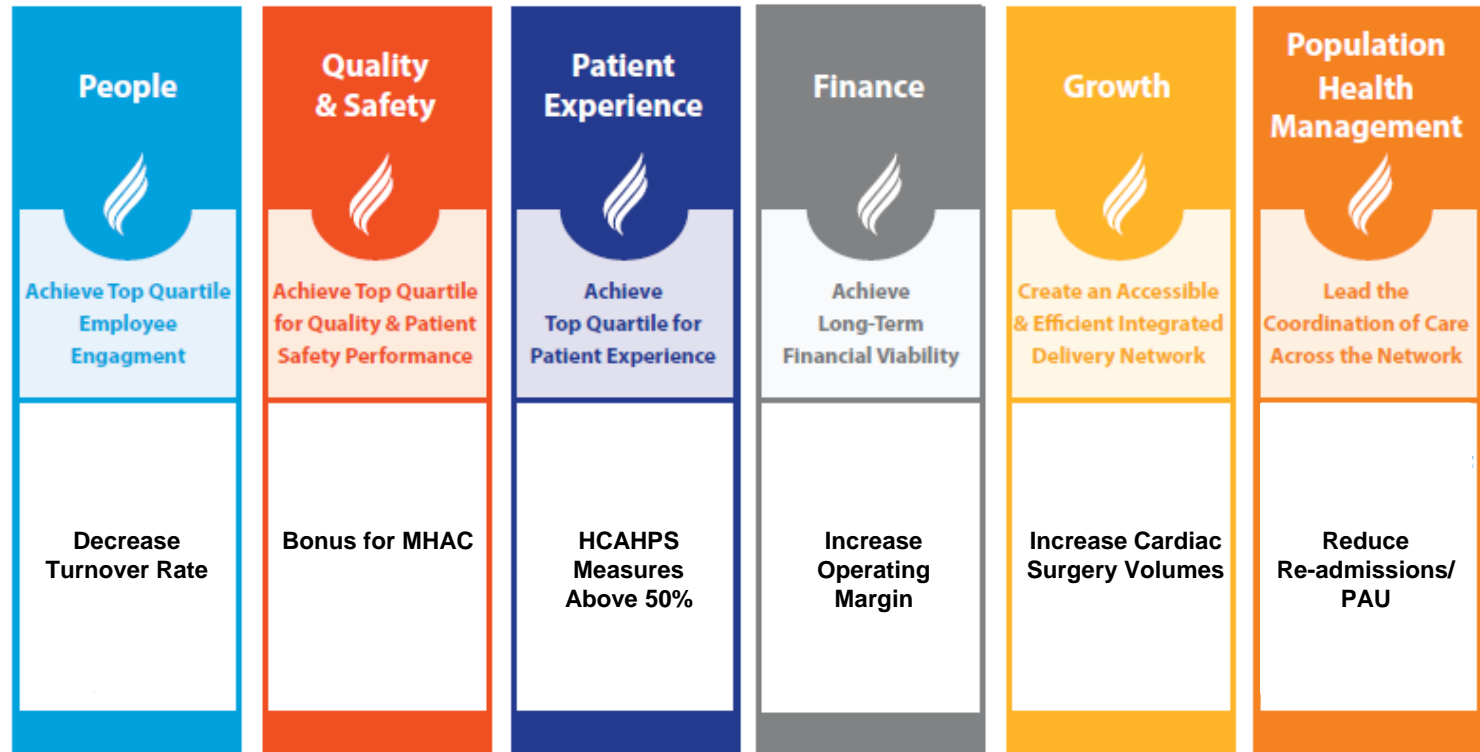 People
Achieve Top Quartile
Employee
Engagment
Decrease
Turnover Rate
Quality
& Safety
Achieve Top Quartile
for Quality & Patient
Safety Performance
Bonus for MHAC
Patient
Experience
Achieve
Top Quartile for
Patient Experience
HCAHPS
Measures
Above 50%
Finance
Achieve
Long-Term
Financial Viability
Increase
Operating
Margin
Growth
Create an Accessible
& Efficient Integrated
Delivery Network
Increase Cardiac
Surgery Volumes
Population
Health
Management
Lead the
Coordination of Care
Across the Network
Reduce
Re-admissions/
PAU